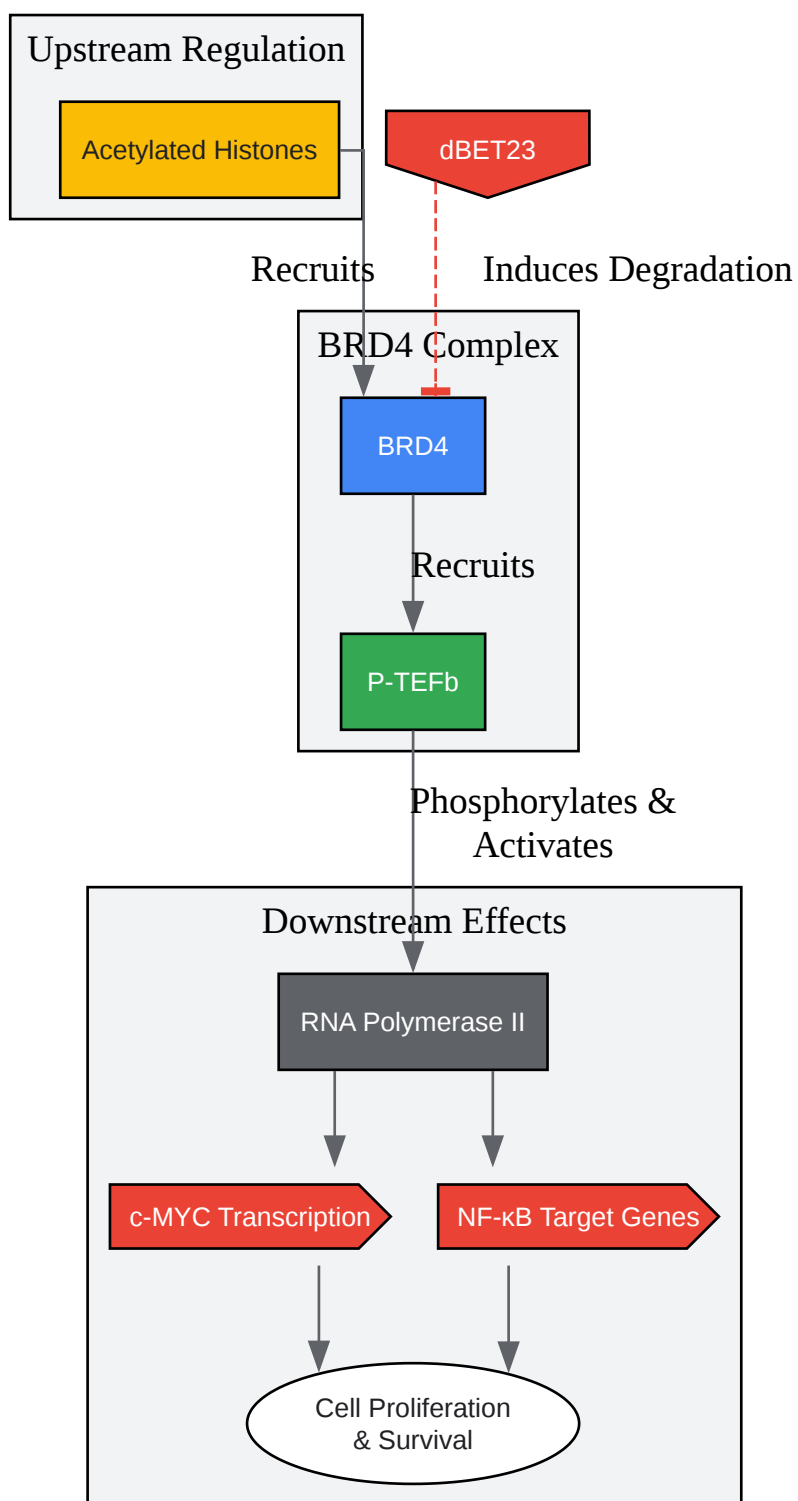 Upstream Regulation
Acetylated Histones
dBET23
Recruits
Induces Degradation
BRD4 Complex
BRD4
Recruits
P-TEFb
Phosphorylates &
Activates
Downstream Effects
RNA Polymerase II
c-MYC Transcription
NF-κB Target Genes
Cell Proliferation
& Survival